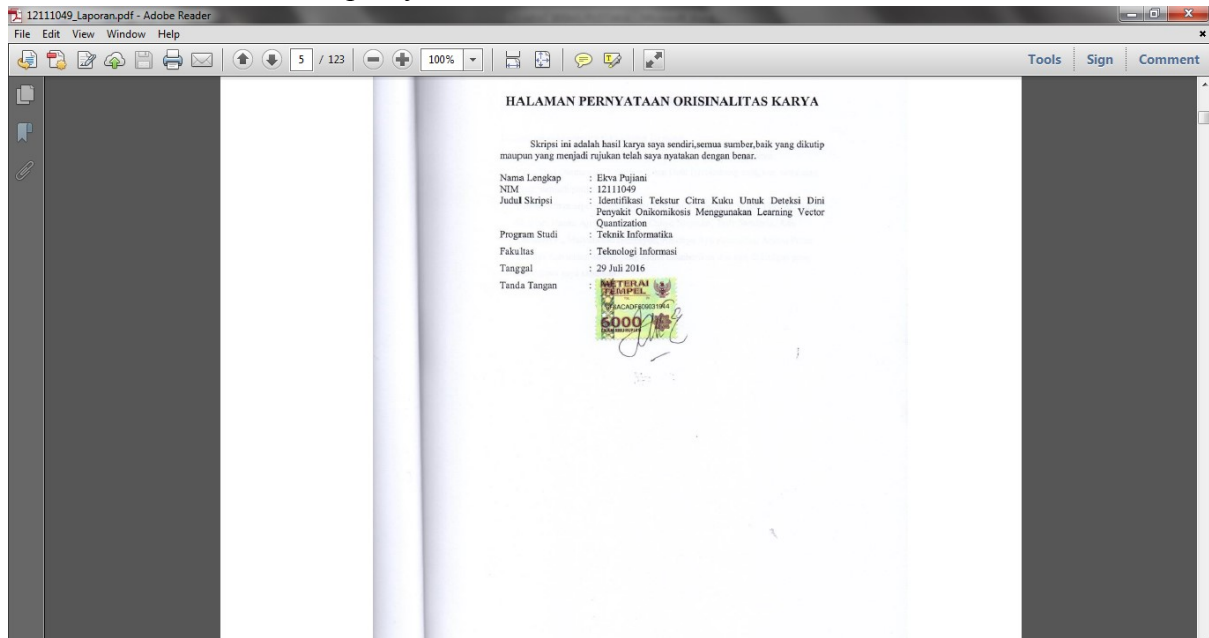 12111049_Laporan.pdf - Adobe Reader
File Edit View Window Help
5 / 123 100% Tools Sign Comment
HALAMAN PERNYATAAN ORISINALITAS KARYA
Skripsi ini adalah hasil karya saya sendiri,semua sumber,baik yang dikutip
maupun yang menjadi rujukan telah saya nyatakan dengan benar.
Nama Lengkap : Ekva Pujiani
NIM : 12111049
Judul Skripsi : Identifikasi Tekstur Citra Kuku Untuk Deteksi Dini
Penyakit Onikomikosis Menggunakan Learning Vector
Quantization
Program Studi : Teknik Informatika
Fakultas : Teknologi Informasi
Tanggal : 29 Juli 2016
Tanda Tangan :
METERAI
TEMPEL
6000